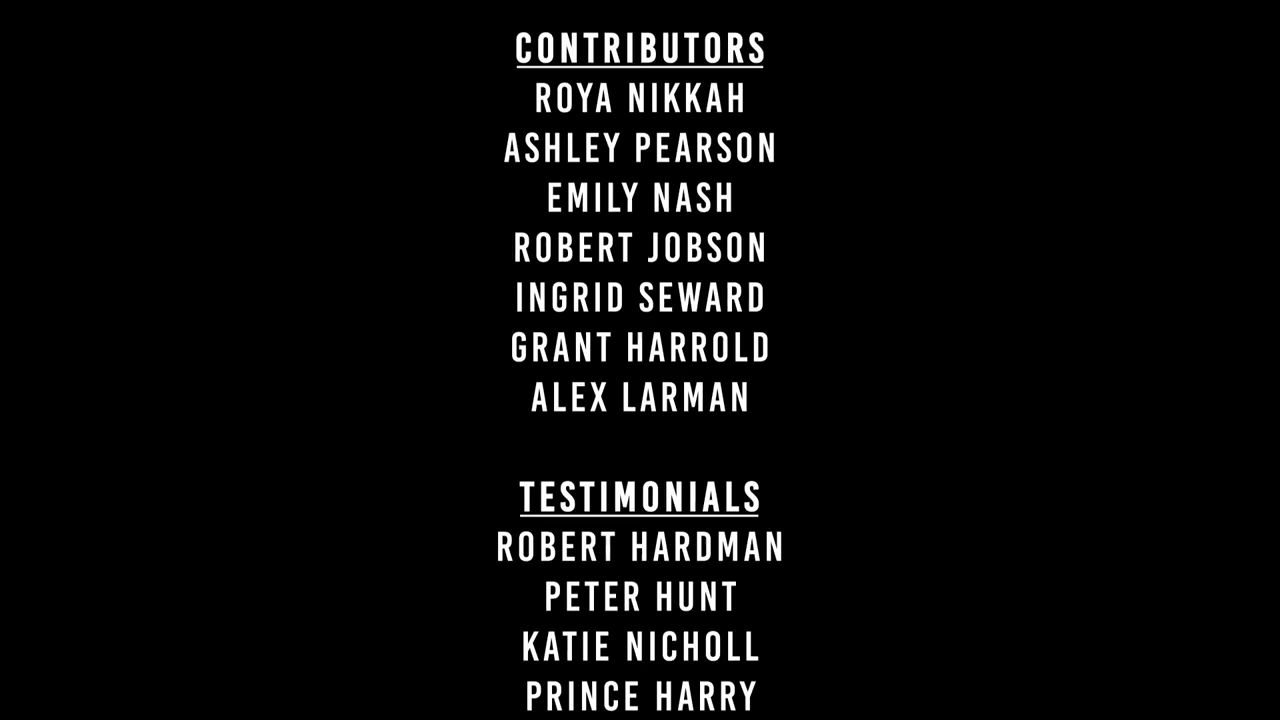 CONTRIBUTORS
ROYA NIKKAH
ASHLEY PEARSON
EMILY NASH
ROBERT JOBSON
INGRID SEWARD
GRANT HARROLD
ALEX LARMAN
TESTIMONIALS
ROBERT HARDMAN
PETER HUNT
KATIE NICHOLL
PRINCE HARRY